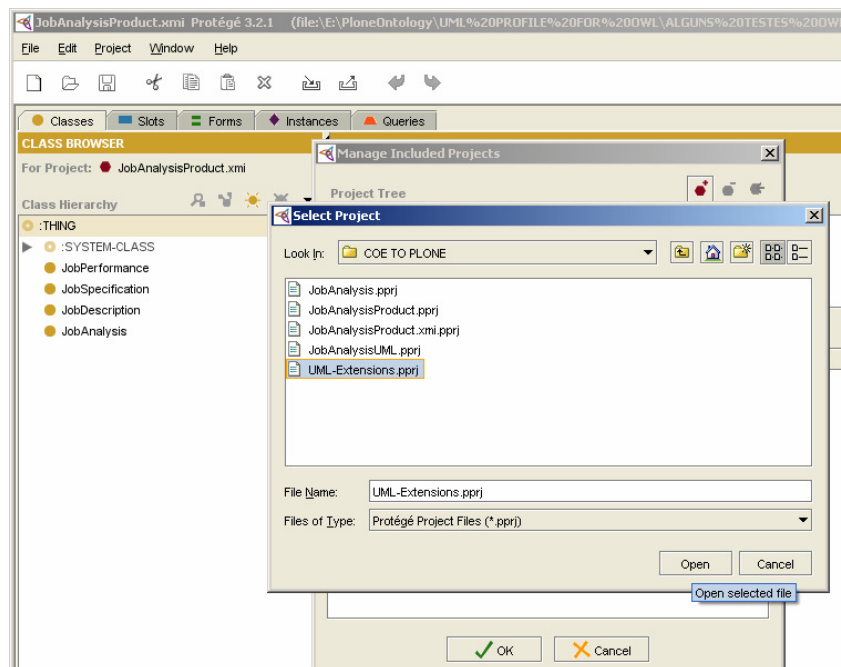 JobAnalysisProduct.xmi Protégé 3.2.1 (file:\E:\PloneOntology\UML%20PROFILE%20FOR%20OWL\ALGUNS%20TESTES%20OWL
File Edit Project Window Help
Classes Slots Forms Instances Queries
CLASS BROWSER
For Project: JobAnalysisProduct.xmi
Class Hierarchy
:THING
:SYSTEM-CLASS
JobPerformance
JobSpecification
JobDescription
JobAnalysis
Manage Included Projects
Project Tree
Select Project
Look In: COE TO PLONE
JobAnalysis.pprj
JobAnalysisProduct.pprj
JobAnalysisProduct.xmi.pprj
JobAnalysisUML.pprj
UML-Extensions.pprj
File Name: UML-Extensions.pprj
Files of Type: Protégé Project Files (*.pprj)
Open Cancel
Open selected file
OK Cancel